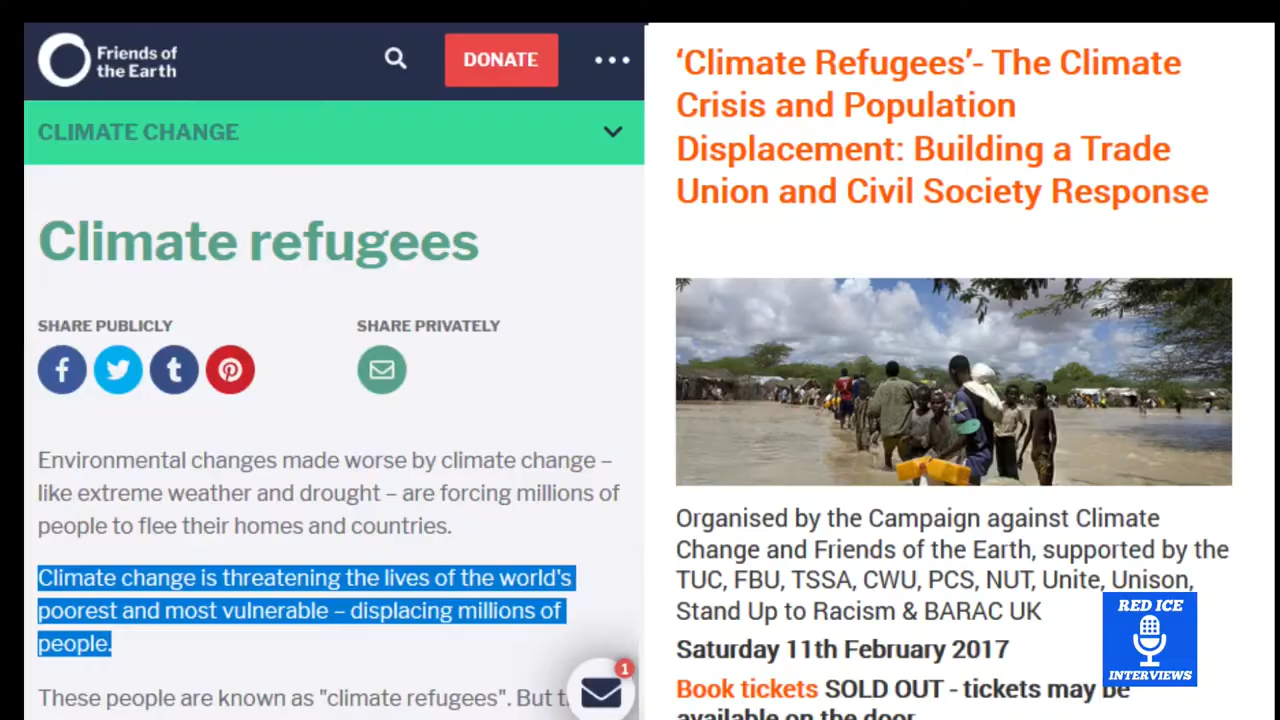 Friends of
the Earth
DONATE
CLIMATE CHANGE
Climate refugees
SHARE PUBLICLY
SHARE PRIVATELY
Environmental changes made worse by climate change –
like extreme weather and drought – are forcing millions of
people to flee their homes and countries.
Climate change is threatening the lives of the world's
poorest and most vulnerable – displacing millions of
people.
1
These people are known as "climate refugees". But
‘Climate Refugees’- The Climate
Crisis and Population
Displacement: Building a Trade
Union and Civil Society Response
Organised by the Campaign against Climate
Change and Friends of the Earth, supported by the
TUC, FBU, TSSA, CWU, PCS, NUT, Unite, Unison,
Stand Up to Racism & BARAC UK
Saturday 11th February 2017
Book tickets SOLD OUT - tickets may be
available on the door
RED ICE
INTERVIEWS